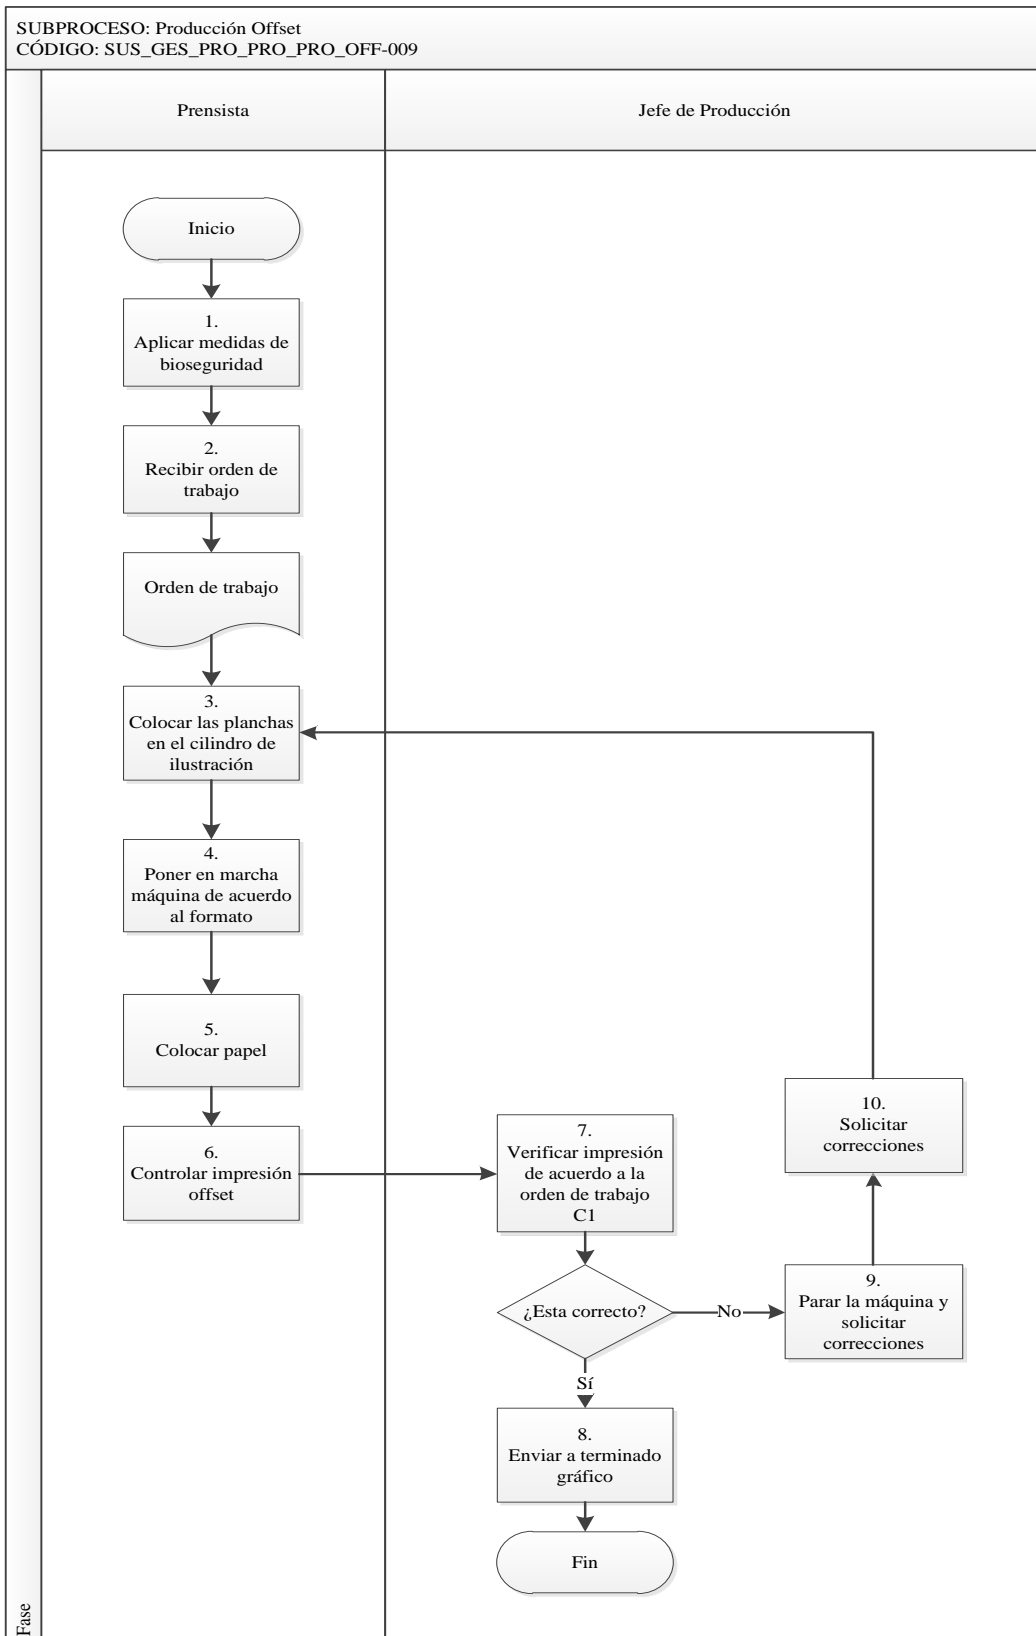 SUBPROCESO: Producción Offset
CÓDIGO: SUS_GES_PRO_PRO_PRO_OFF-009
Prensista
Jefe de Producción
Inicio
1.
Aplicar medidas de
bioseguridad
2.
Recibir orden de
trabajo
Orden de trabajo
3.
Colocar las planchas
en el cilindro de
ilustración
4.
Poner en marcha
máquina de acuerdo
al formato
5.
Colocar papel
6.
Controlar impresión
offset
7.
Verificar impresión
de acuerdo a la
orden de trabajo
C1
¿Esta correcto?
No
Sí
8.
Enviar a terminado
gráfico
Fin
9.
Parar la máquina y
solicitar
correcciones
10.
Solicitar
correcciones
Fase